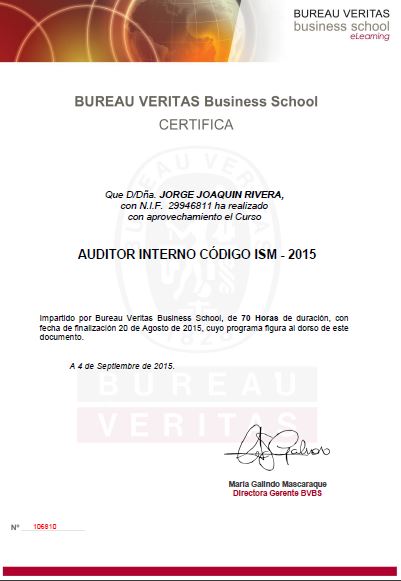 BUREAU VERITAS
business school
eLearning
BUREAU VERITAS Business School
CERTIFICA
Que D/Dña. JORGE JOAQUIN RIVERA,
con N.I.F. 29946811 ha realizado
con aprovechamiento el Curso
AUDITOR INTERNO CÓDIGO ISM - 2015
Impartido por Bureau Veritas Business School, de 70 Horas de duración, con
fecha de finalización 20 de Agosto de 2015, cuyo programa figura al dorso de este
documento.
A 4 de Septiembre de 2015.
BUREAU
VERITAS
María Galindo Mascaraque
Directora Gerente BVBS
Nº 106810